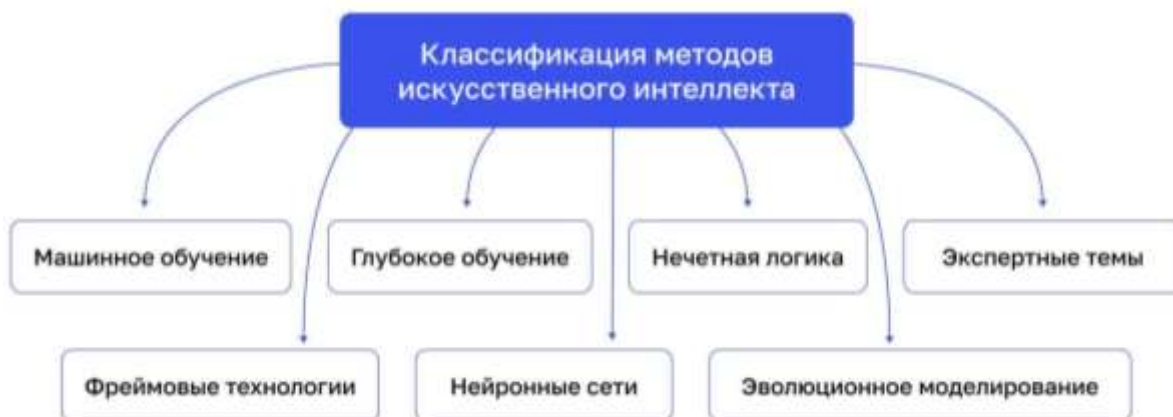 Классификация методов
искусственного интеллекта
Машинное обучение
Глубокое обучение
Нечетная логика
Экспертные темы
Фреймовые технологии
Нейронные сети
Эволюционное моделирование